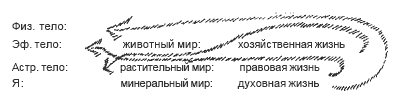 Физ. тело:
Эф. тело: животный мир: хозяйственная жизнь
Астр. тело: растительный мир: правовая жизнь
Я: минеральный мир: духовная жизнь